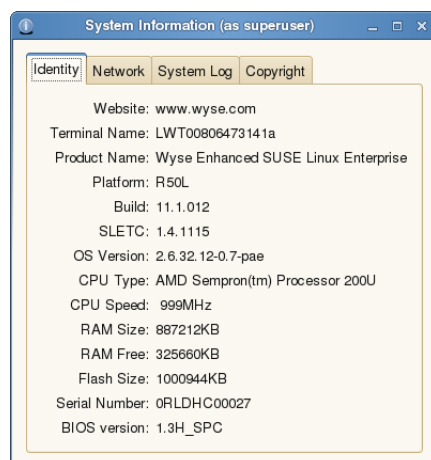 System Information (as superuser)
Identity Network System Log Copyright
Website: www.wyse.com
Terminal Name: LWT00806473141a
Product Name: Wyse Enhanced SUSE Linux Enterprise
Platform: R50L
Build: 11.1.012
SLETC: 1.4.1115
OS Version: 2.6.32.12-0.7-pae
CPU Type: AMD Sempron(tm) Processor 200U
CPU Speed: 999MHz
RAM Size: 887212KB
RAM Free: 325660KB
Flash Size: 1000944KB
Serial Number: 0RLDHC00027
BIOS version: 1.3H_SPC